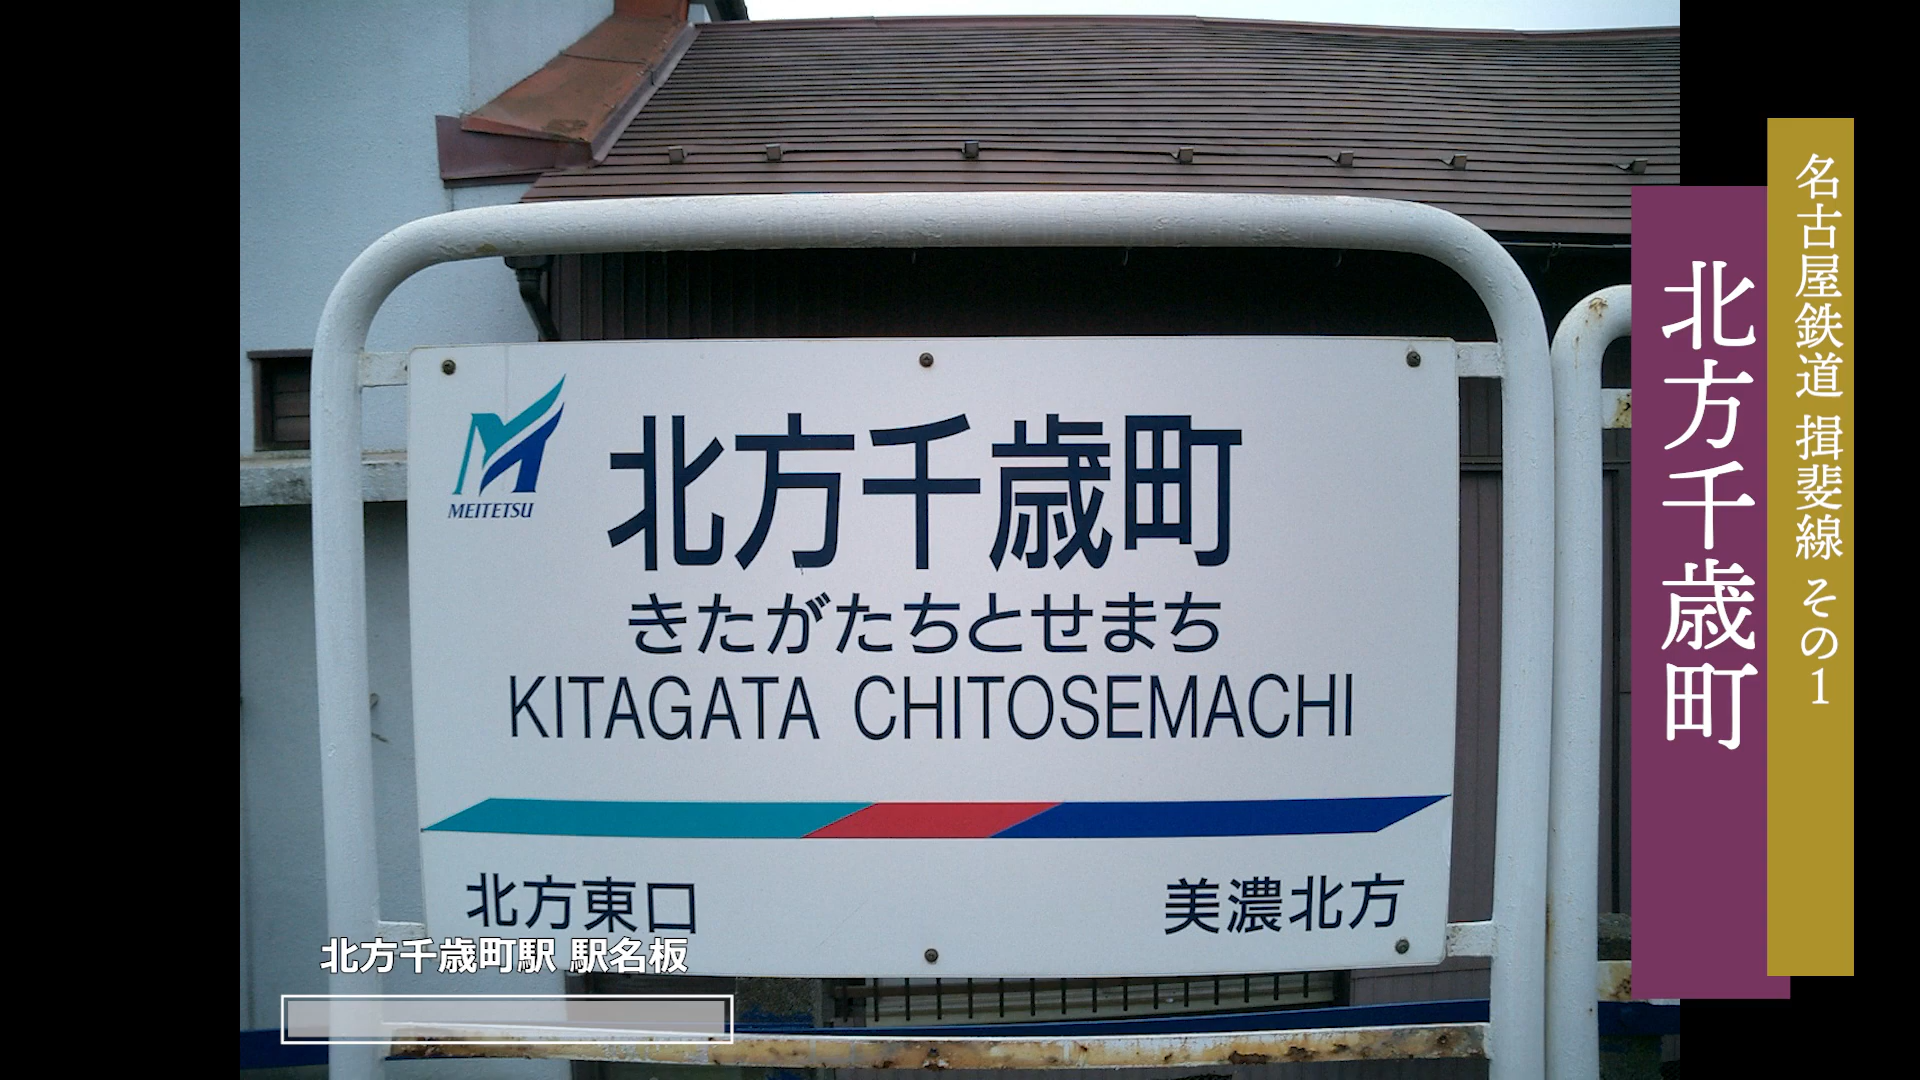 MEITETSU
北方千歳町
きたがたちとせまち
KITAGATA CHITOSEMACHI
北方東口
美濃北方
北方千歳町駅 駅名板
名古屋鉄道 揖斐線 その1
北方千歳町